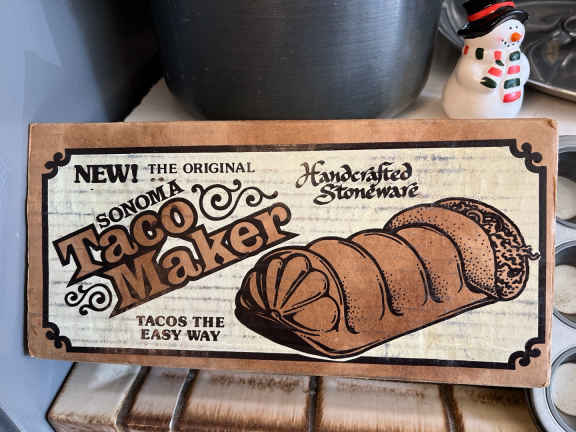 NEW! THE ORIGINAL
SONOMA
Taco
Maker
TACOS THE
EASY WAY
Handcrafted
Stoneware